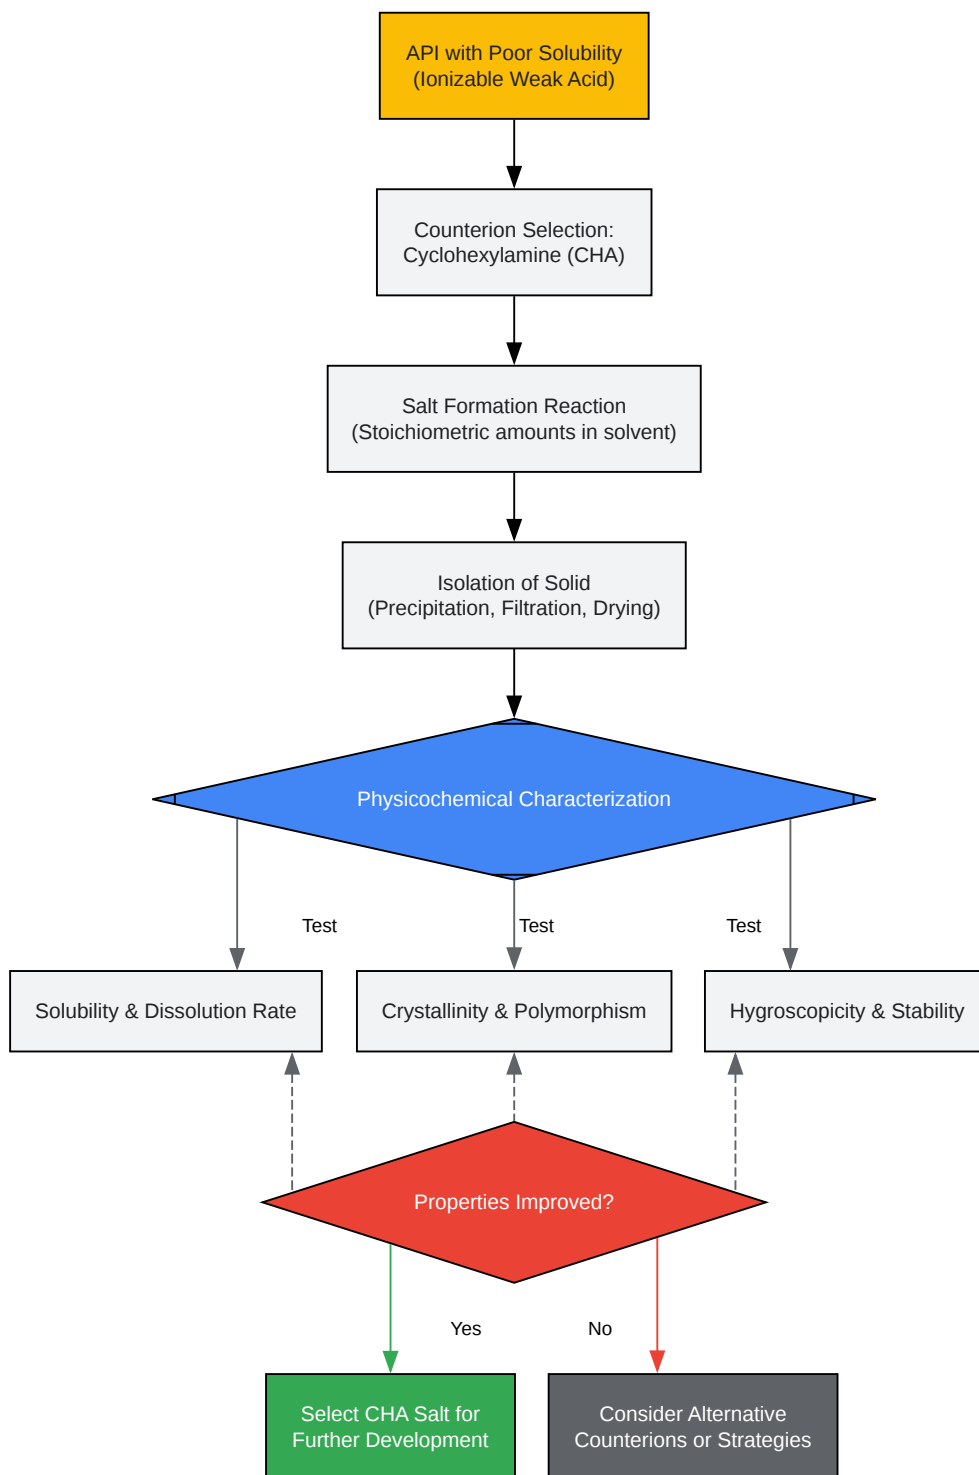 API with Poor Solubility
(Ionizable Weak Acid)
Counterion Selection:
Cyclohexylamine (CHA)
Salt Formation Reaction
(Stoichiometric amounts in solvent)
Isolation of Solid
(Precipitation, Filtration, Drying)
Physicochemical Characterization
Test
Test
Test
Solubility & Dissolution Rate
Crystallinity & Polymorphism
Hygroscopicity & Stability
Properties Improved?
Yes
No
Select CHA Salt for
Further Development
Consider Alternative
Counterions or Strategies